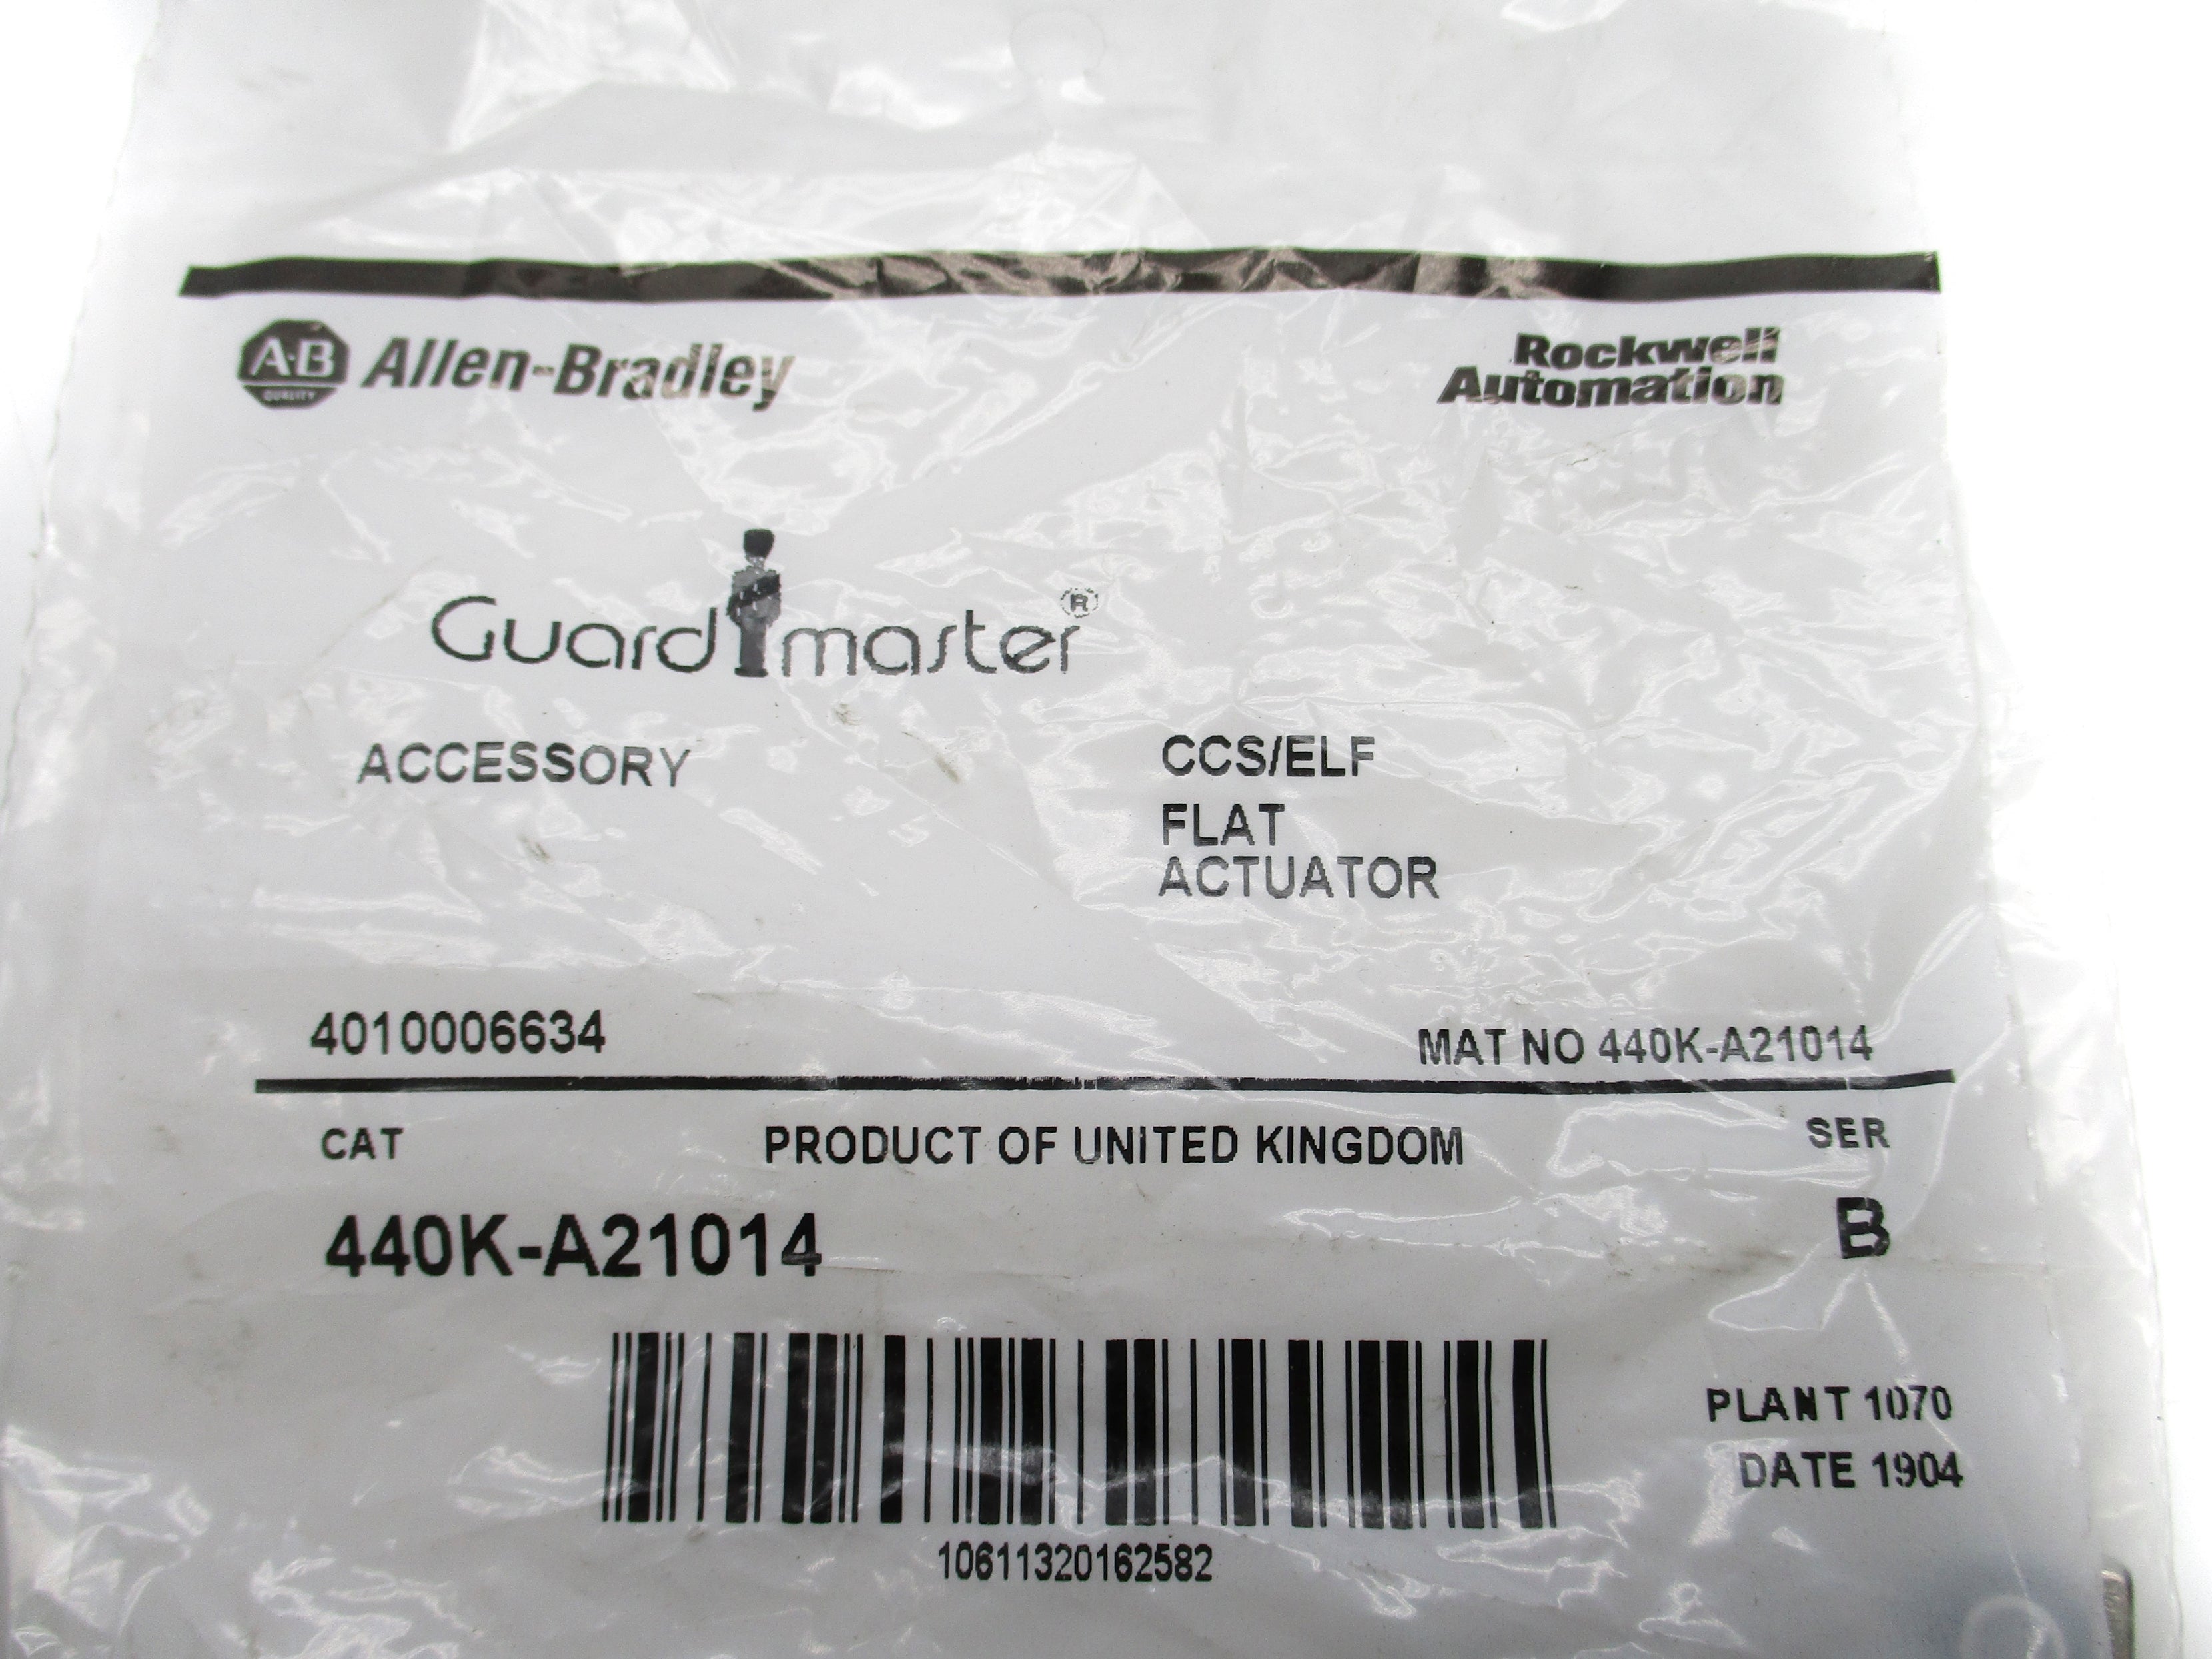 A·B QUALITY Allen-Bradley
Rockwell Automation
Guardmaster®
ACCESSORY
CCS/ELF
FLAT
ACTUATOR
4010006634
MAT NO 440K-A21014
CAT
PRODUCT OF UNITED KINGDOM
SER
440K-A21014
B
PLANT 1070
DATE 1904
10611320162582